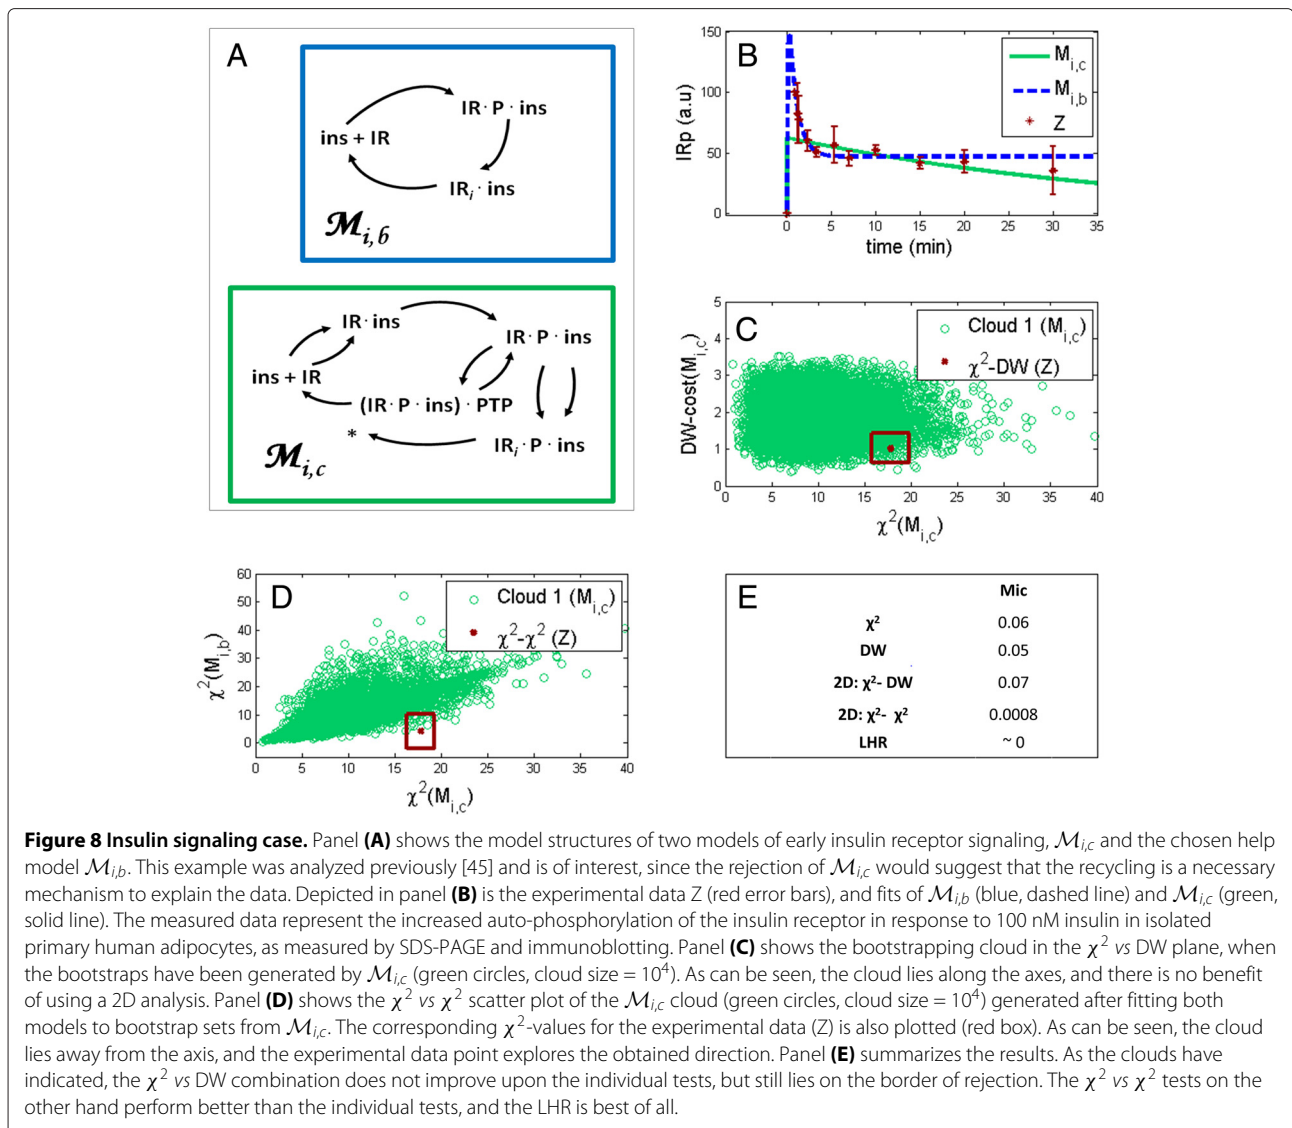 A
IR · P · ins
ins + IR
IRᵢ · ins
ℳi,b
IR · ins
IR · P · ins
ins + IR
(IR · P · ins) · PTP
*
IRᵢ · P · ins
ℳi,c
B
150
100
50
0
IRp (a.u)
M_i,c
M_i,b
Z
0 5 10 15 20 25 30 35
time (min)
C
5
4
3
2
1
0
DW-cost(M_i,c)
Cloud 1 (M_i,c)
χ²-DW (Z)
0 5 10 15 20 25 30 35 40
χ²(M_i,c)
D
60
50
40
30
20
10
0
χ²(M_i,b)
Cloud 1 (M_i,c)
χ²-χ² (Z)
0 5 10 15 20 25 30 35 40
χ²(M_i,c)
E
Mic
χ² 0.06
DW 0.05
2D: χ²- DW 0.07
2D: χ²- χ² 0.0008
LHR ~ 0
Figure 8 Insulin signaling case. Panel (A) shows the model structures of two models of early insulin receptor signaling, ℳi,c and the chosen help
model ℳi,b. This example was analyzed previously [45] and is of interest, since the rejection of ℳi,c would suggest that the recycling is a necessary
mechanism to explain the data. Depicted in panel (B) is the experimental data Z (red error bars), and fits of ℳi,b (blue, dashed line) and ℳi,c (green,
solid line). The measured data represent the increased auto-phosphorylation of the insulin receptor in response to 100 nM insulin in isolated
primary human adipocytes, as measured by SDS-PAGE and immunoblotting. Panel (C) shows the bootstrapping cloud in the χ² vs DW plane, when
the bootstraps have been generated by ℳi,c (green circles, cloud size = 10⁴). As can be seen, the cloud lies along the axes, and there is no benefit
of using a 2D analysis. Panel (D) shows the χ² vs χ² scatter plot of the ℳi,c cloud (green circles, cloud size = 10⁴) generated after fitting both
models to bootstrap sets from ℳi,c. The corresponding χ²-values for the experimental data (Z) is also plotted (red box). As can be seen, the cloud
lies away from the axis, and the experimental data point explores the obtained direction. Panel (E) summarizes the results. As the clouds have
indicated, the χ² vs DW combination does not improve upon the individual tests, but still lies on the border of rejection. The χ² vs χ² tests on the
other hand perform better than the individual tests, and the LHR is best of all.